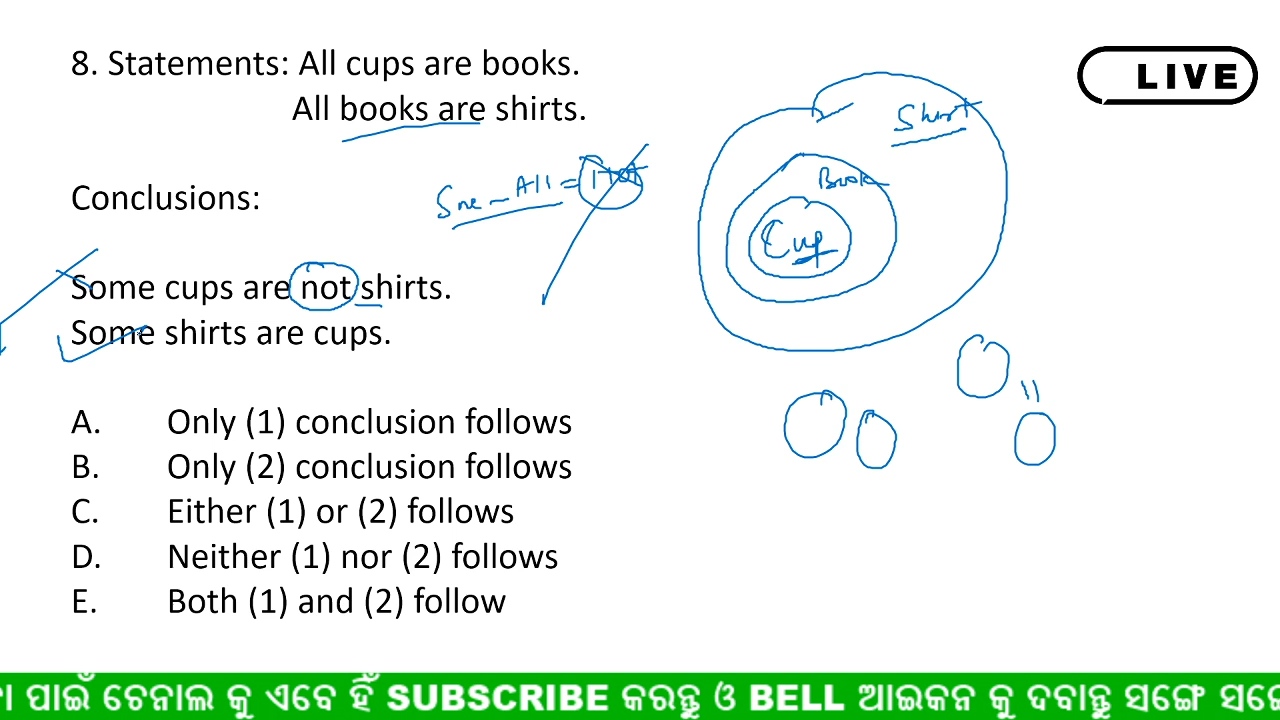 8. Statements: All cups are books.
All books are shirts.
LIVE
Shirt
Book
Cup
Conclusions:
Some cups are not shirts.
Some shirts are cups.
A. Only (1) conclusion follows
B. Only (2) conclusion follows
C. Either (1) or (2) follows
D. Neither (1) nor (2) follows
E. Both (1) and (2) follow
ପାଇଁ ଚେନାଲ କୁ ଏବେ ହିଁ SUBSCRIBE କରନ୍ତୁ ଓ BELL ଆଇକନ କୁ ଦବାନ୍ତୁ ସଙ୍ଗେ